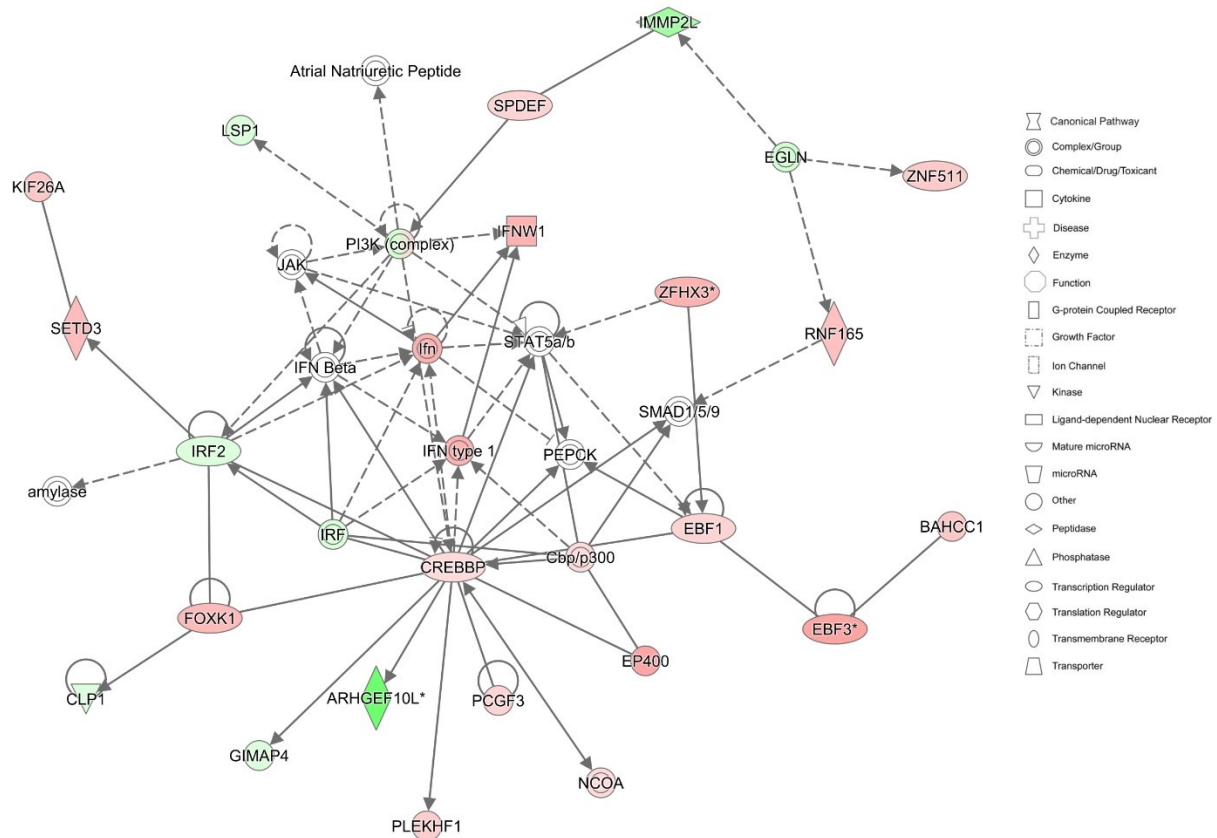 IMMP2L
Atrial Natriuretic Peptide
SPDEF
LSP1
EGLN
ZNF511
KIF26A
IFNW1
PI3K (complex)
JAK
ZFHX3*
SETD3
RNF165
Ifn
STAT5a/b
IFN Beta
SMAD1/5/9
IRF2
IFN type 1
PEPCK
amylase
IRF
EBF1
BAHCC1
CREBBP
Cbp/p300
FOXK1
EBF3*
EP400
CLP1
ARHGEF10L*
PCGF3
GIMAP4
NCOA
PLEKHF1
Canonical Pathway
Complex/Group
Chemical/Drug/Toxicant
Cytokine
Disease
Enzyme
Function
G-protein Coupled Receptor
Growth Factor
Ion Channel
Kinase
Ligand-dependent Nuclear Receptor
Mature microRNA
microRNA
Other
Peptidase
Phosphatase
Transcription Regulator
Translation Regulator
Transmembrane Receptor
Transporter